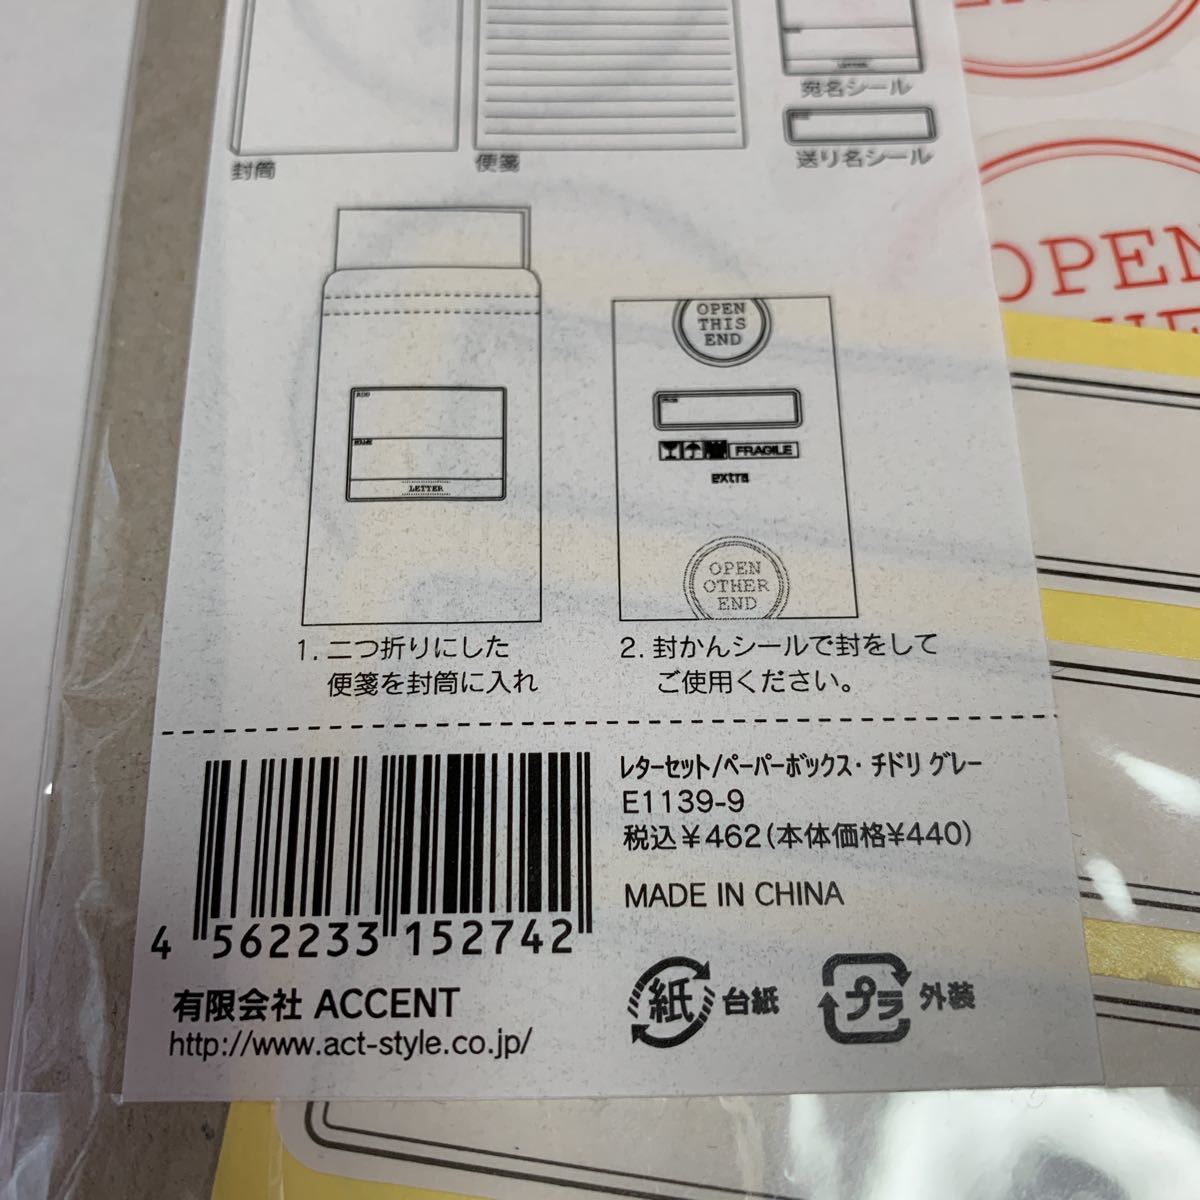 宛名シール
送り名シール
封筒
便箋
OPEN
LETTER
OPEN
THIS
END
FRAGILE
extra
OPEN
OTHER
END
1. 二つ折りにした
便箋を封筒に入れ
2. 封かんシールで封をして
ご使用ください。
レターセット/ペーパーボックス・チドリ グレー
E1139-9
税込¥462(本体価格¥440)
MADE IN CHINA
4 562233 152742
有限会社 ACCENT
http://www.act-style.co.jp/
紙 台紙
プラ 外装